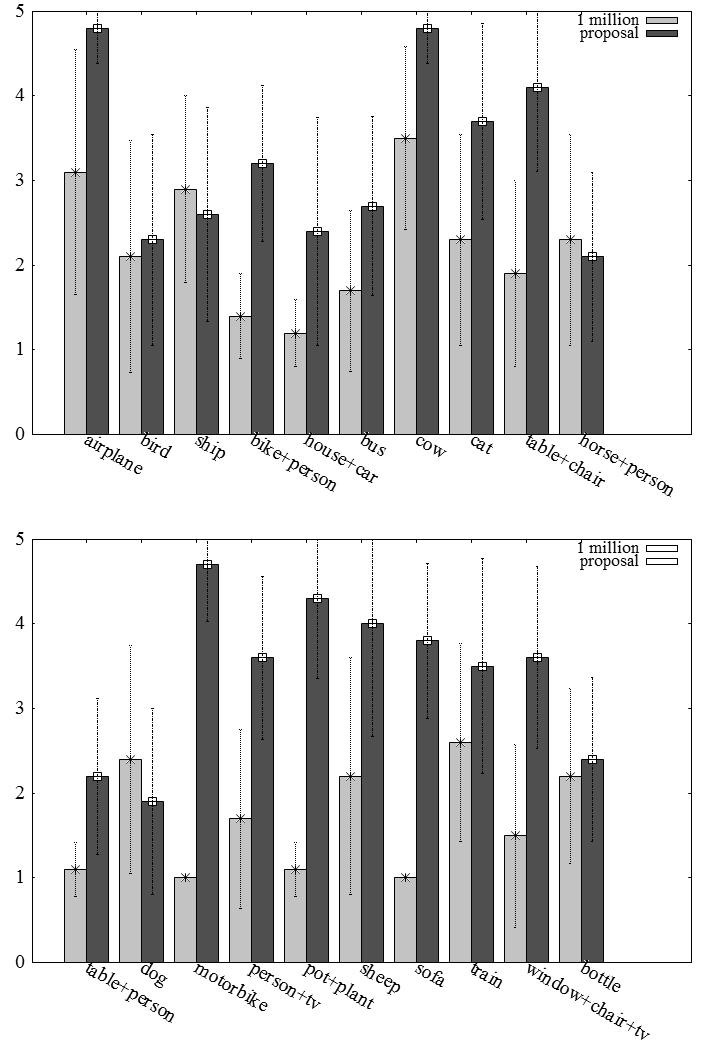 5
1 million
proposal
4
3
2
1
0
airplane
bird
ship
bike+person
house+car
bus
cow
cat
table+chair
horse+person
5
1 million
proposal
4
3
2
1
0
table+person
dog
motorbike
person+tv
pot+plant
sheep
sofa
train
window+chair+tv
bottle